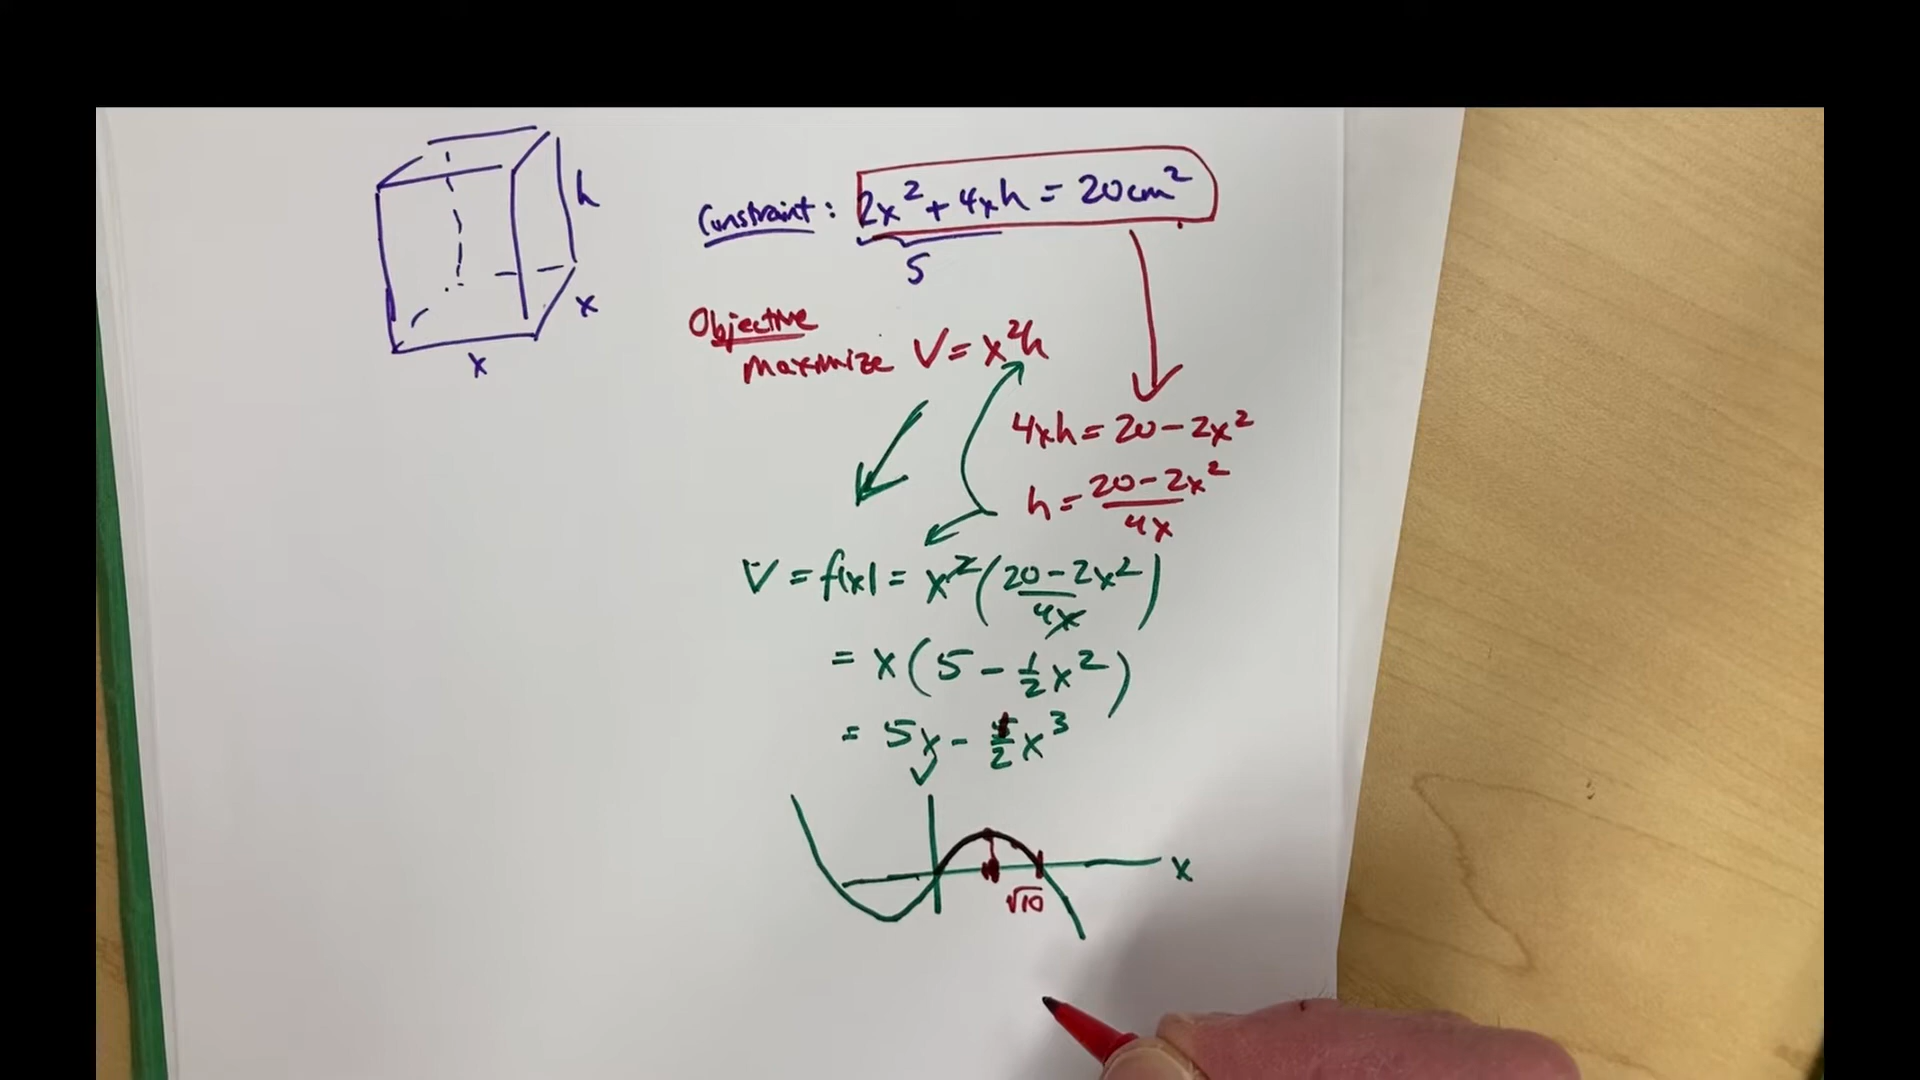 h
x
x
Constraint: 2x² + 4xh = 20cm²
S
Objective
maximize V = x²h
4xh = 20 - 2x²
h = (20 - 2x²)/4x
V = f(x) = x²((20 - 2x²)/4x)
= x(5 - ½x²)
= 5x - ½x³
V
x
√10